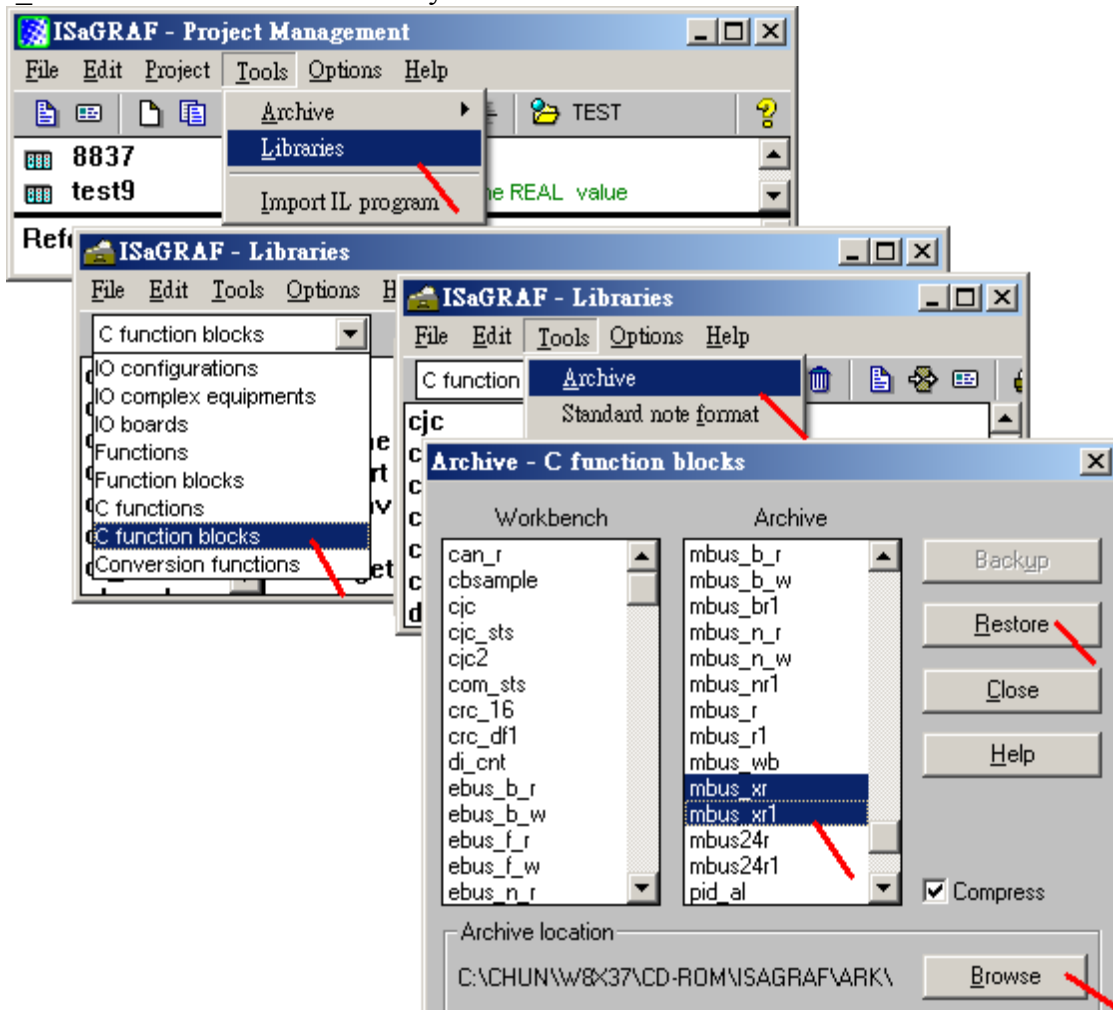 ISaGRAF - Project Management
File Edit Project Tools Options Help
Archive
TEST
8837
Libraries
test9
he REAL value
Import IL program
Ref
ISaGRAF - Libraries
File Edit Tools Options H
C function blocks
IO configurations
IO complex equipments
IO boards
Functions
Function blocks
C functions
C function blocks
Conversion functions
ISaGRAF - Libraries
File Edit Tools Options Help
C function
Archive
Standard note format
cjc
Archive - C function blocks
Workbench
can_r
cbsample
cjc
cjc_sts
cjc2
com_sts
crc_16
crc_df1
di_cnt
ebus_b_r
ebus_b_w
ebus_f_r
ebus_f_w
ebus_n_r
Archive
mbus_b_r
mbus_b_w
mbus_br1
mbus_n_r
mbus_n_w
mbus_nr1
mbus_r
mbus_r1
mbus_wb
mbus_xr
mbus_xr1
mbus24r
mbus24r1
pid_al
Backup
Restore
Close
Help
Compress
Archive location
C:\CHUN\W8X37\CD-ROM\ISAGRAF\ARK\
Browse